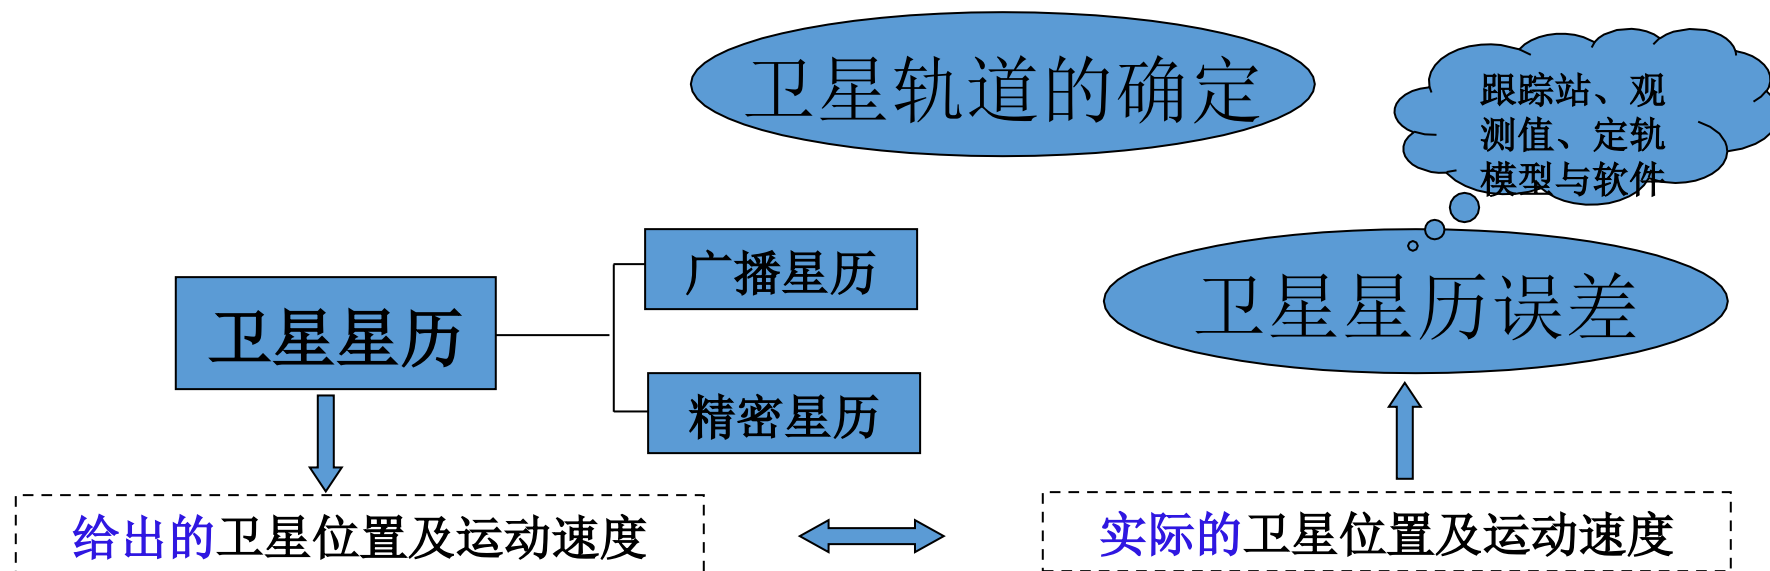 卫星轨道的确定
跟踪站、观
测值、定轨
模型与软件
广播星历
卫星星历误差
卫星星历
精密星历
给出的卫星位置及运动速度
实际的卫星位置及运动速度